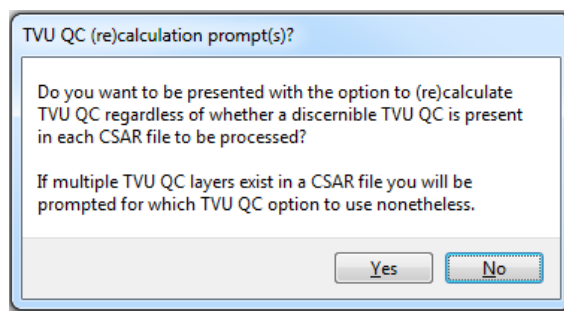 TVU QC (re)calculation prompt(s)?
Do you want to be presented with the option to (re)calculate
TVU QC regardless of whether a discernible TVU QC is present
in each CSAR file to be processed?
If multiple TVU QC layers exist in a CSAR file you will be
prompted for which TVU QC option to use nonetheless.
Yes
No